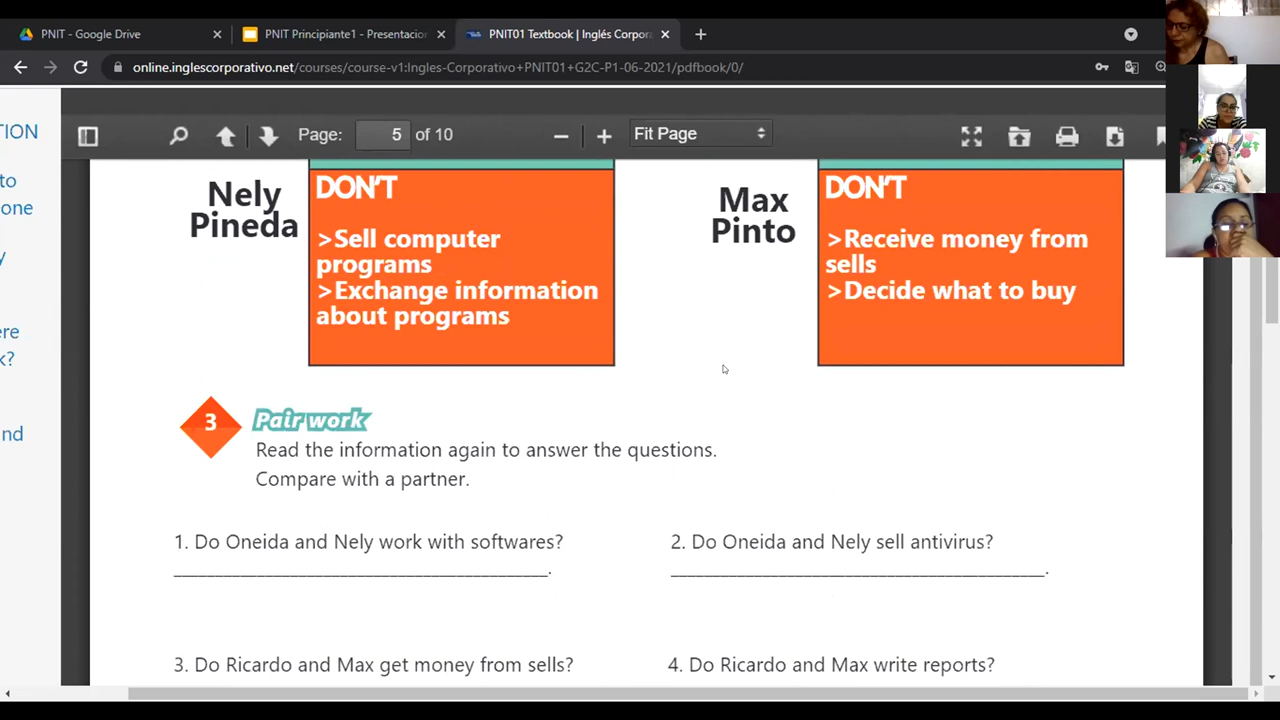 PNIT - Google Drive
PNIT Principiante1 - Presentacion
PNIT01 Textbook | Inglés Corpora
online.inglescorporativo.net/courses/course-v1:Ingles-Corporativo+PNIT01+G2C-P1-06-2021/pdfbook/0/
Page: 5 of 10
Fit Page
TION
to
one
y
ere
k?
nd
Nely
Pineda
DON'T
>Sell computer
programs
>Exchange information
about programs
Max
Pinto
DON'T
>Receive money from
sells
>Decide what to buy
3
Pair work
Read the information again to answer the questions.
Compare with a partner.
1. Do Oneida and Nely work with softwares?
2. Do Oneida and Nely sell antivirus?
3. Do Ricardo and Max get money from sells?
4. Do Ricardo and Max write reports?